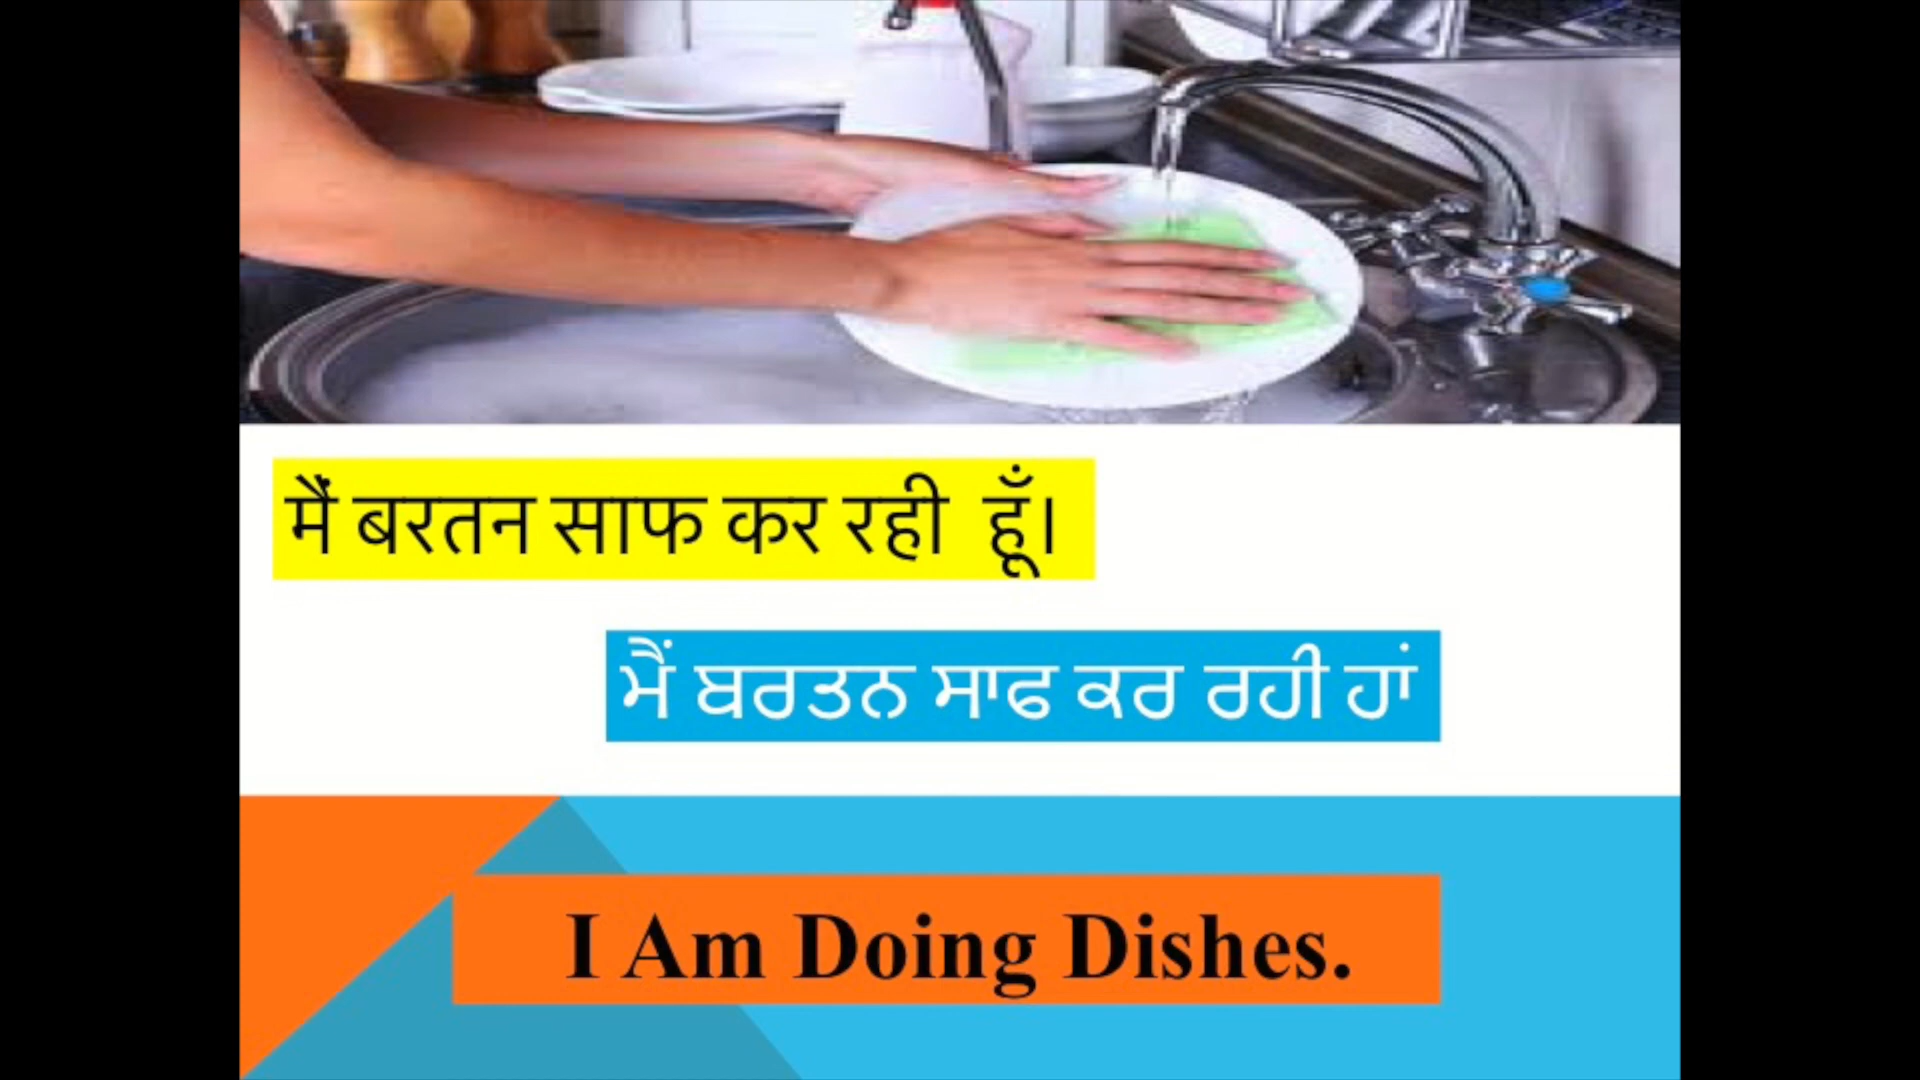 मैं बरतन साफ कर रही हूँ।
ਮੈਂ ਬਰਤਨ ਸਾਫ ਕਰ ਰਹੀ ਹਾਂ
I Am Doing Dishes.